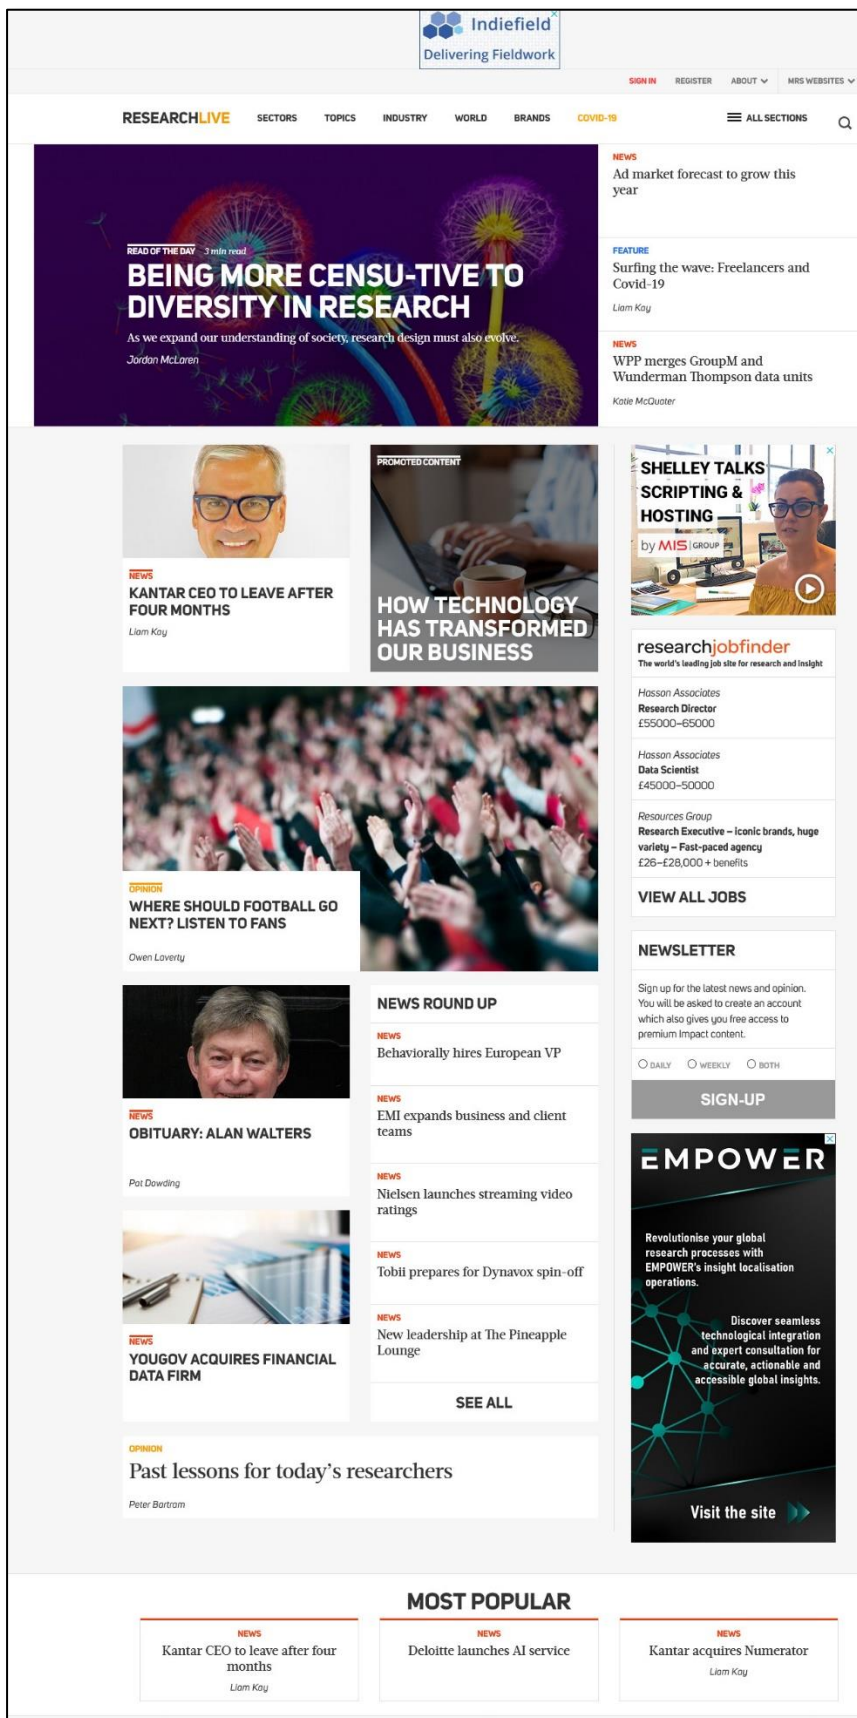 Indiefield
Delivering Fieldwork
SIGN IN REGISTER ABOUT MRS WEBSITES
RESEARCHLIVE SECTORS TOPICS INDUSTRY WORLD BRANDS COVID-19 ALL SECTIONS
READ OF THE DAY 3 min read
BEING MORE CENSU-TIVE TO
DIVERSITY IN RESEARCH
As we expand our understanding of society, research design must also evolve.
Jordan McLaren
NEWS
Ad market forecast to grow this
year
FEATURE
Surfing the wave: Freelancers and
Covid-19
Liam Kay
NEWS
WPP merges GroupM and
Wunderman Thompson data units
Katie McQuater
NEWS
KANTAR CEO TO LEAVE AFTER
FOUR MONTHS
Liam Kay
PROMOTED CONTENT
HOW TECHNOLOGY
HAS TRANSFORMED
OUR BUSINESS
OPINION
WHERE SHOULD FOOTBALL GO
NEXT? LISTEN TO FANS
Owen Laverty
NEWS
OBITUARY: ALAN WALTERS
Pat Dowding
NEWS
YOUGOV ACQUIRES FINANCIAL
DATA FIRM
NEWS ROUND UP
NEWS
Behaviorally hires European VP
NEWS
EMI expands business and client
teams
NEWS
Nielsen launches streaming video
ratings
NEWS
Tobii prepares for Dynavox spin-off
NEWS
New leadership at The Pineapple
Lounge
SEE ALL
OPINION
Past lessons for today's researchers
Peter Bartram
SHELLEY TALKS
SCRIPTING &
HOSTING
by MIS GROUP
researchjobfinder
The world's leading job site for research and insight
Hasson Associates
Research Director
£55000–65000
Hasson Associates
Data Scientist
£45000–50000
Resources Group
Research Executive – iconic brands, huge
variety – Fast-paced agency
£26–£28,000 + benefits
VIEW ALL JOBS
NEWSLETTER
Sign up for the latest news and opinion.
You will be asked to create an account
which also gives you free access to
premium Impact content.
DAILY WEEKLY BOTH
SIGN-UP
EMPOWER
Revolutionise your global
research processes with
EMPOWER's insight localisation
operations.
Discover seamless
technological integration
and expert consultation for
accurate, actionable and
accessible global insights.
Visit the site
MOST POPULAR
NEWS
Kantar CEO to leave after four
months
Liam Kay
NEWS
Deloitte launches AI service
NEWS
Kantar acquires Numerator
Liam Kay